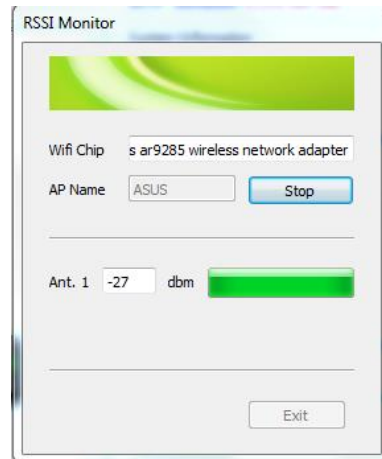 RSSI Monitor
Wifi Chip s ar9285 wireless network adapter
AP Name ASUS Stop
Ant. 1 -27 dbm
Exit